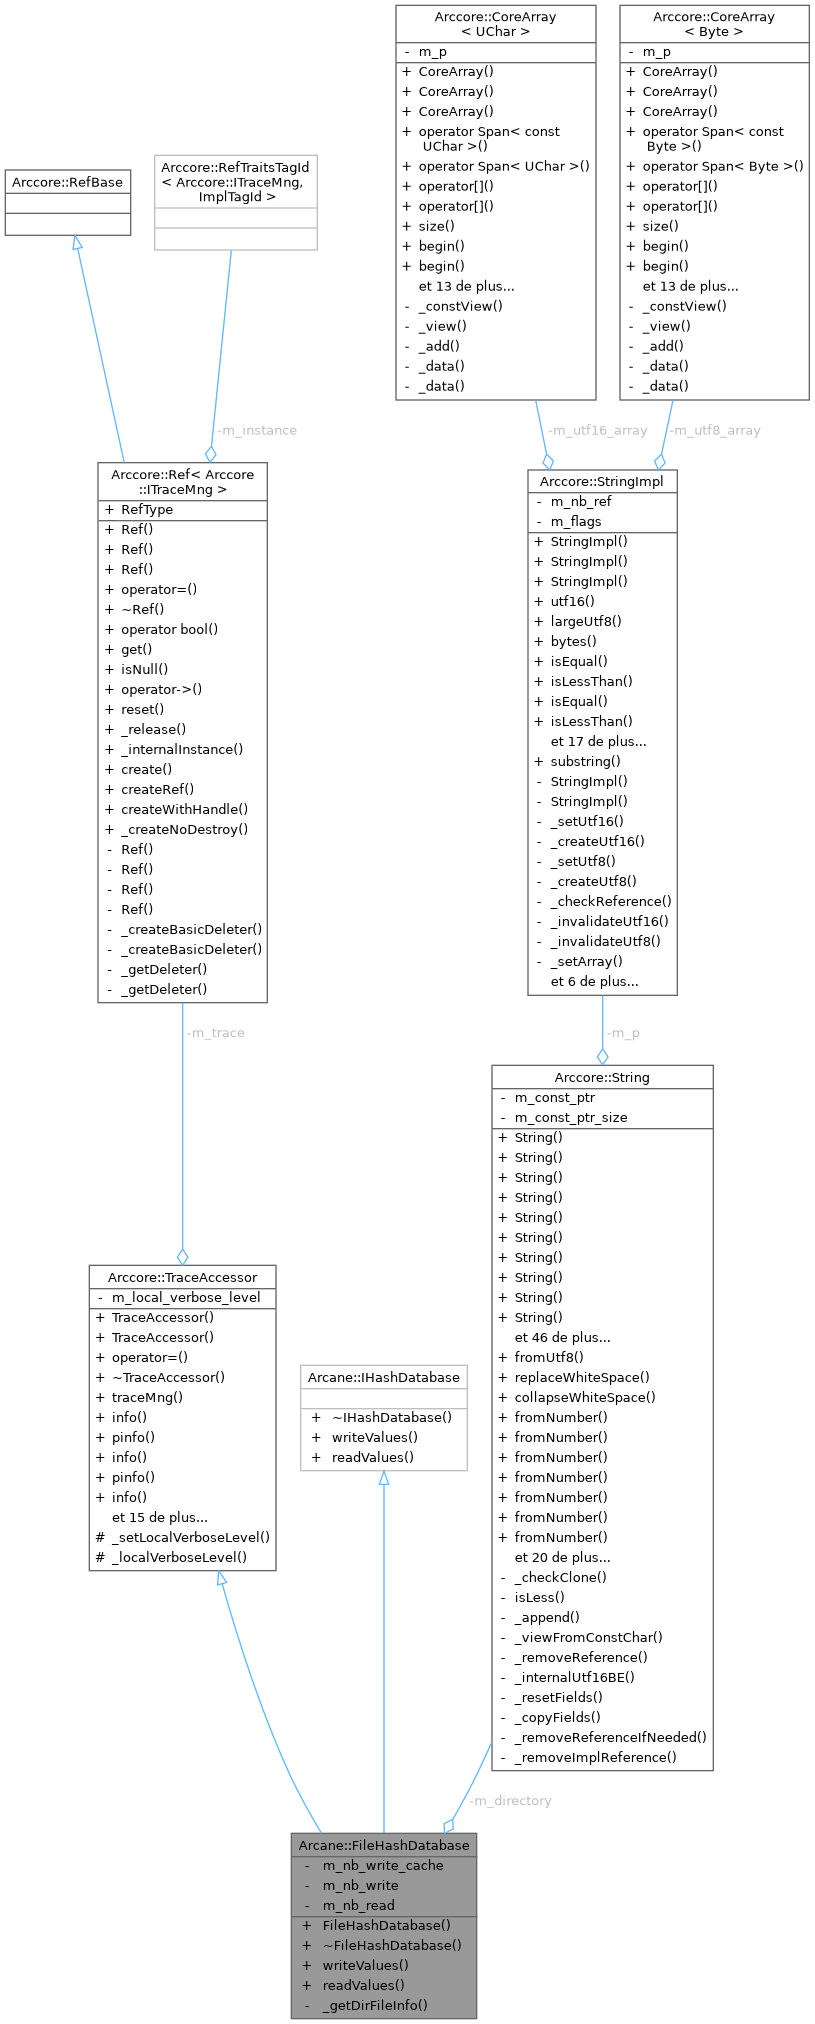 Arccore::CoreArray
< UChar >
- m_p
+ CoreArray()
+ CoreArray()
+ CoreArray()
+ operator Span< const
UChar >()
+ operator Span< UChar >()
+ operator[]()
+ operator[]()
+ size()
+ begin()
+ begin()
et 13 de plus...
- _constView()
- _view()
- _add()
- _data()
- _data()
Arccore::CoreArray
< Byte >
- m_p
+ CoreArray()
+ CoreArray()
+ CoreArray()
+ operator Span< const
Byte >()
+ operator Span< Byte >()
+ operator[]()
+ operator[]()
+ size()
+ begin()
+ begin()
et 13 de plus...
- _constView()
- _view()
- _add()
- _data()
- _data()
Arccore::RefBase
Arccore::RefTraitsTagId
< Arccore::ITraceMng,
ImplTagId >
-m_instance
-m_utf16_array
-m_utf8_array
Arccore::Ref< Arccore
::ITraceMng >
+ RefType
+ Ref()
+ Ref()
+ Ref()
+ operator=()
+ ~Ref()
+ operator bool()
+ get()
+ isNull()
+ operator->()
+ reset()
+ _release()
+ _internalInstance()
+ create()
+ createRef()
+ createWithHandle()
+ _createNoDestroy()
- Ref()
- Ref()
- Ref()
- Ref()
- _createBasicDeleter()
- _createBasicDeleter()
- _getDeleter()
- _getDeleter()
Arccore::StringImpl
- m_nb_ref
- m_flags
+ StringImpl()
+ StringImpl()
+ StringImpl()
+ utf16()
+ largeUtf8()
+ bytes()
+ isEqual()
+ isLessThan()
+ isEqual()
+ isLessThan()
et 17 de plus...
+ substring()
- StringImpl()
- StringImpl()
- _setUtf16()
- _createUtf16()
- _setUtf8()
- _createUtf8()
- _checkReference()
- _invalidateUtf16()
- _invalidateUtf8()
- _setArray()
et 6 de plus...
-m_trace
-m_p
Arccore::String
- m_const_ptr
- m_const_ptr_size
+ String()
+ String()
+ String()
+ String()
+ String()
+ String()
+ String()
+ String()
+ String()
+ String()
et 46 de plus...
+ fromUtf8()
+ replaceWhiteSpace()
+ collapseWhiteSpace()
+ fromNumber()
+ fromNumber()
+ fromNumber()
+ fromNumber()
+ fromNumber()
+ fromNumber()
+ fromNumber()
et 20 de plus...
- _checkClone()
- isLess()
- _append()
- _viewFromConstChar()
- _removeReference()
- _internalUtf16BE()
- _resetFields()
- _copyFields()
- _removeReferenceIfNeeded()
- _removeImplReference()
Arccore::TraceAccessor
- m_local_verbose_level
+ TraceAccessor()
+ TraceAccessor()
+ operator=()
+ ~TraceAccessor()
+ traceMng()
+ info()
+ pinfo()
+ info()
+ pinfo()
+ info()
et 15 de plus...
# _setLocalVerboseLevel()
# _localVerboseLevel()
Arcane::IHashDatabase
+ ~IHashDatabase()
+ writeValues()
+ readValues()
-m_directory
Arcane::FileHashDatabase
- m_nb_write_cache
- m_nb_write
- m_nb_read
+ FileHashDatabase()
+ ~FileHashDatabase()
+ writeValues()
+ readValues()
- _getDirFileInfo()